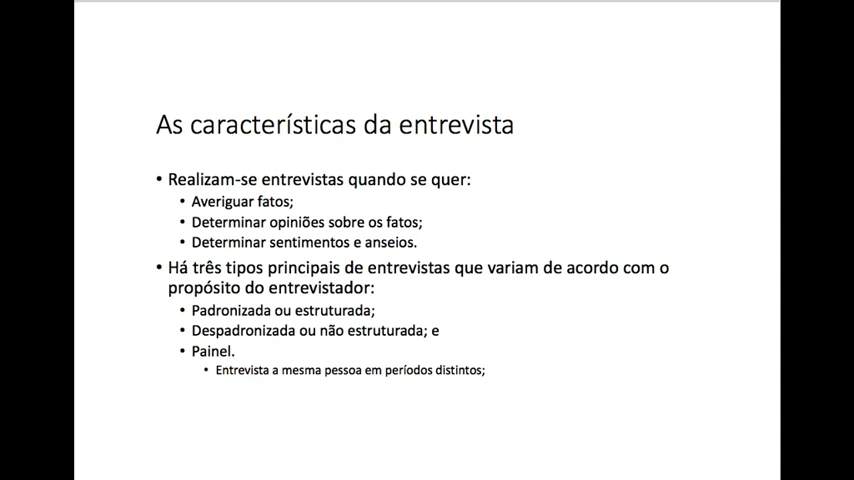 As características da entrevista
• Realizam-se entrevistas quando se quer:
• Averiguar fatos;
• Determinar opiniões sobre os fatos;
• Determinar sentimentos e anseios.
• Há três tipos principais de entrevistas que variam de acordo com o
propósito do entrevistador:
• Padronizada ou estruturada;
• Despadronizada ou não estruturada; e
• Painel.
• Entrevista a mesma pessoa em períodos distintos;